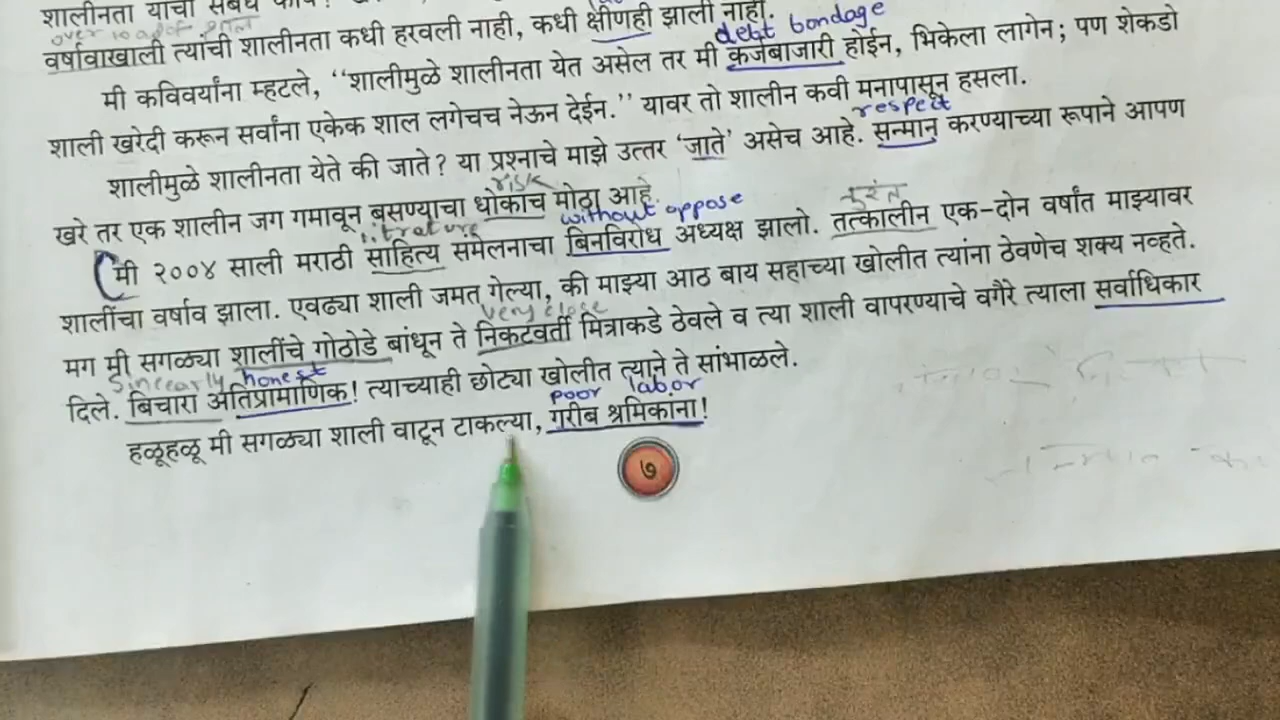 शालीनता यांचा संबंध काय?
over
वर्षावाखाली त्यांची शालीनता कधी हरवली नाही, कधी क्षीणही झाली नाही.
debt bondage
मी कविवर्यांना म्हटले, ‘‘शालीमुळे शालीनता येत असेल तर मी कर्जबाजारी होईन, भिकेला लागेन; पण शेकडो
शाली खरेदी करून सर्वांना एकेक शाल लगेचच नेऊन देईन.’’ यावर तो शालीन कवी मनापासून हसला.
respect
शालीमुळे शालीनता येते की जाते? या प्रश्नाचे माझे उत्तर ‘जाते’ असेच आहे. सन्मान करण्याच्या रूपाने आपण
risk
खरे तर एक शालीन जग गमावून बसण्याचा धोकाच मोठा आहे.
litrature without oppose तुरंत
मी २००४ साली मराठी साहित्य संमेलनाचा बिनविरोध अध्यक्ष झालो. तत्कालीन एक-दोन वर्षांत माझ्यावर
शालींचा वर्षाव झाला. एवढ्या शाली जमत गेल्या, की माझ्या आठ बाय सहाच्या खोलीत त्यांना ठेवणेच शक्य नव्हते.
very close
मग मी सगळ्या शालींचे गोठोडे बांधून ते निकटवर्ती मित्राकडे ठेवले व त्या शाली वापरण्याचे वगैरे त्याला सर्वाधिकार
Sincearly honest
दिले. बिचारा अतिप्रामाणिक! त्याच्याही छोट्या खोलीत त्याने ते सांभाळले.
poor labor
हळूहळू मी सगळ्या शाली वाटून टाकल्या, गरीब श्रमिकांना!
७